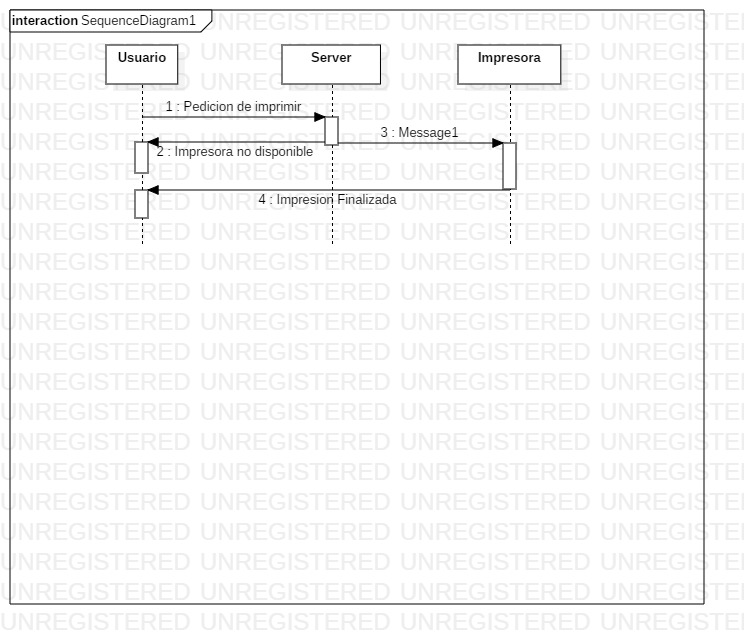 interaction SequenceDiagram1
Usuario
Server
Impresora
1 : Pedicion de imprimir
3 : Message1
2 : Impresora no disponible
4 : Impresion Finalizada
UNREGISTERED UNREGISTERED UNREGISTERED UNREGISTERED